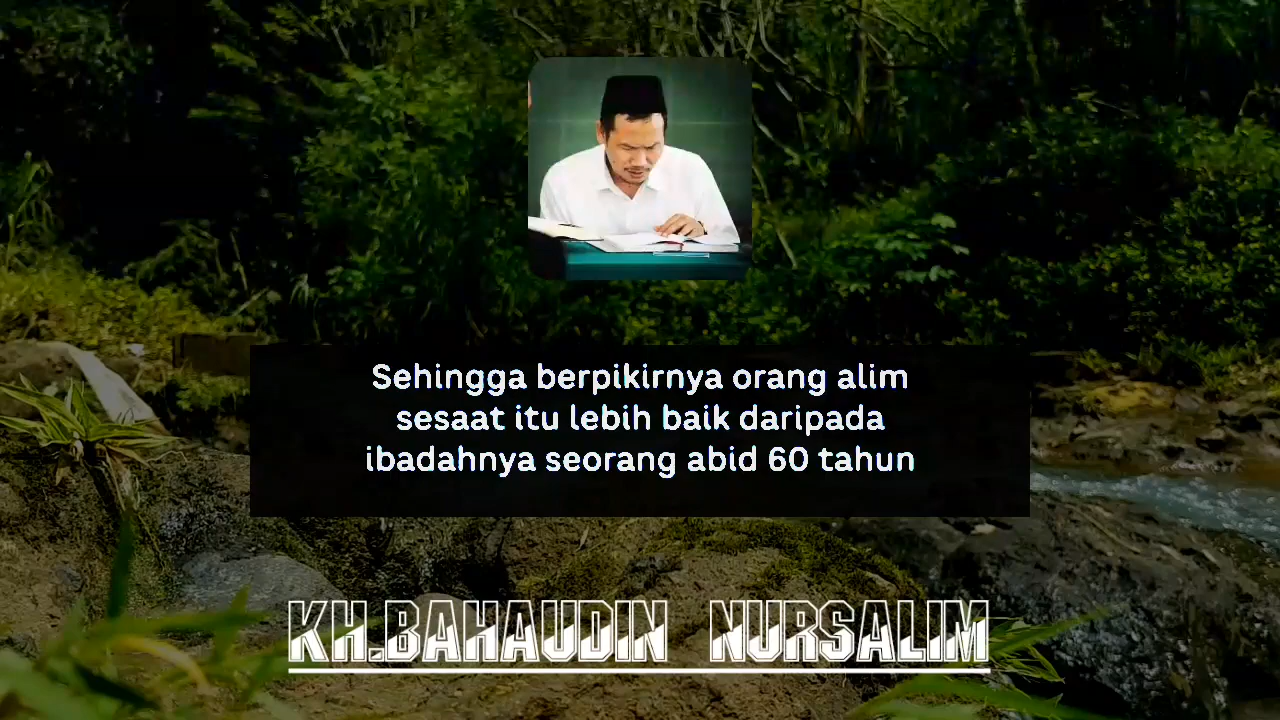 Sehingga berpikirnya orang alim
sesaat itu lebih baik daripada
ibadahnya seorang abid 60 tahun
KH.BAHAUDIN NURSALIM